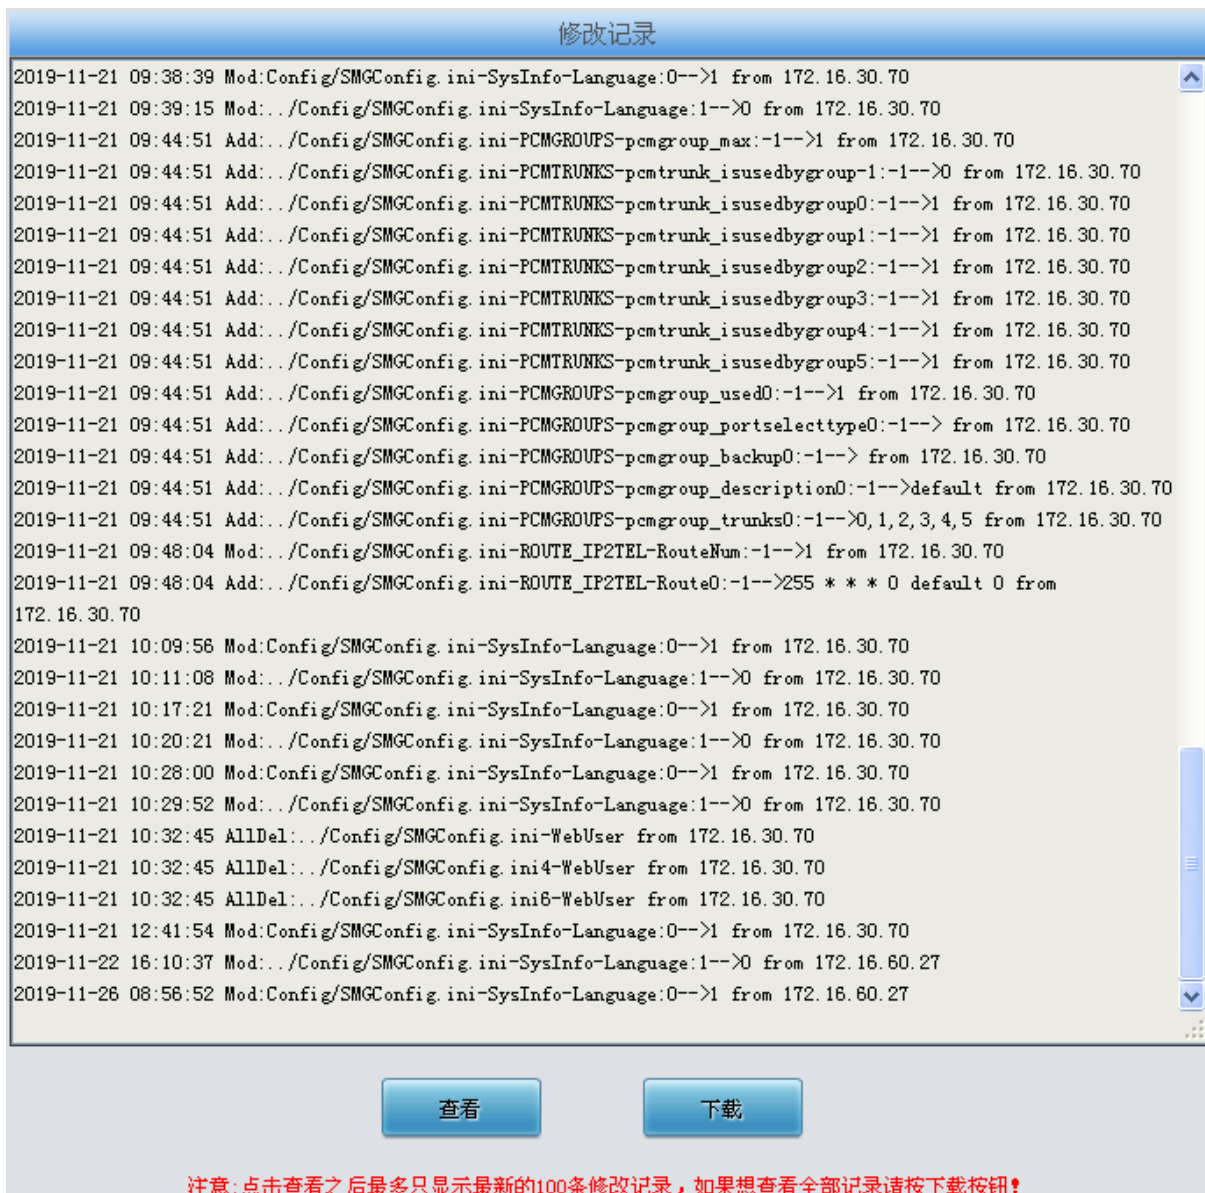 修改记录
2019-11-21 09:38:39 Mod:Config/SMGConfig.ini-SysInfo-Language:0-->1 from 172.16.30.70
2019-11-21 09:39:15 Mod:../Config/SMGConfig.ini-SysInfo-Language:1-->0 from 172.16.30.70
2019-11-21 09:44:51 Add:../Config/SMGConfig.ini-PCMGROUPS-pcmgroup_max:-1-->1 from 172.16.30.70
2019-11-21 09:44:51 Add:../Config/SMGConfig.ini-PCMTRUNKS-pcmtrunk_isusedbygroup-1:-1-->0 from 172.16.30.70
2019-11-21 09:44:51 Add:../Config/SMGConfig.ini-PCMTRUNKS-pcmtrunk_isusedbygroup0:-1-->1 from 172.16.30.70
2019-11-21 09:44:51 Add:../Config/SMGConfig.ini-PCMTRUNKS-pcmtrunk_isusedbygroup1:-1-->1 from 172.16.30.70
2019-11-21 09:44:51 Add:../Config/SMGConfig.ini-PCMTRUNKS-pcmtrunk_isusedbygroup2:-1-->1 from 172.16.30.70
2019-11-21 09:44:51 Add:../Config/SMGConfig.ini-PCMTRUNKS-pcmtrunk_isusedbygroup3:-1-->1 from 172.16.30.70
2019-11-21 09:44:51 Add:../Config/SMGConfig.ini-PCMTRUNKS-pcmtrunk_isusedbygroup4:-1-->1 from 172.16.30.70
2019-11-21 09:44:51 Add:../Config/SMGConfig.ini-PCMTRUNKS-pcmtrunk_isusedbygroup5:-1-->1 from 172.16.30.70
2019-11-21 09:44:51 Add:../Config/SMGConfig.ini-PCMGROUPS-pcmgroup_used0:-1-->1 from 172.16.30.70
2019-11-21 09:44:51 Add:../Config/SMGConfig.ini-PCMGROUPS-pcmgroup_portselecttype0:-1--> from 172.16.30.70
2019-11-21 09:44:51 Add:../Config/SMGConfig.ini-PCMGROUPS-pcmgroup_backup0:-1--> from 172.16.30.70
2019-11-21 09:44:51 Add:../Config/SMGConfig.ini-PCMGROUPS-pcmgroup_description0:-1-->default from 172.16.30.70
2019-11-21 09:44:51 Add:../Config/SMGConfig.ini-PCMGROUPS-pcmgroup_trunks0:-1-->0,1,2,3,4,5 from 172.16.30.70
2019-11-21 09:48:04 Mod:../Config/SMGConfig.ini-ROUTE_IP2TEL-RouteNum:-1-->1 from 172.16.30.70
2019-11-21 09:48:04 Add:../Config/SMGConfig.ini-ROUTE_IP2TEL-Route0:-1-->255 * * * 0 default 0 from
172.16.30.70
2019-11-21 10:09:56 Mod:Config/SMGConfig.ini-SysInfo-Language:0-->1 from 172.16.30.70
2019-11-21 10:11:08 Mod:../Config/SMGConfig.ini-SysInfo-Language:1-->0 from 172.16.30.70
2019-11-21 10:17:21 Mod:Config/SMGConfig.ini-SysInfo-Language:0-->1 from 172.16.30.70
2019-11-21 10:20:21 Mod:../Config/SMGConfig.ini-SysInfo-Language:1-->0 from 172.16.30.70
2019-11-21 10:28:00 Mod:Config/SMGConfig.ini-SysInfo-Language:0-->1 from 172.16.30.70
2019-11-21 10:29:52 Mod:../Config/SMGConfig.ini-SysInfo-Language:1-->0 from 172.16.30.70
2019-11-21 10:32:45 AllDel:../Config/SMGConfig.ini-WebUser from 172.16.30.70
2019-11-21 10:32:45 AllDel:../Config/SMGConfig.ini4-WebUser from 172.16.30.70
2019-11-21 10:32:45 AllDel:../Config/SMGConfig.ini6-WebUser from 172.16.30.70
2019-11-21 12:41:54 Mod:Config/SMGConfig.ini-SysInfo-Language:0-->1 from 172.16.30.70
2019-11-22 16:10:37 Mod:../Config/SMGConfig.ini-SysInfo-Language:1-->0 from 172.16.60.27
2019-11-26 08:56:52 Mod:Config/SMGConfig.ini-SysInfo-Language:0-->1 from 172.16.60.27
查看 下载
注意:点击查看之后最多只显示最新的100条修改记录，如果想查看全部记录请按下载按钮!